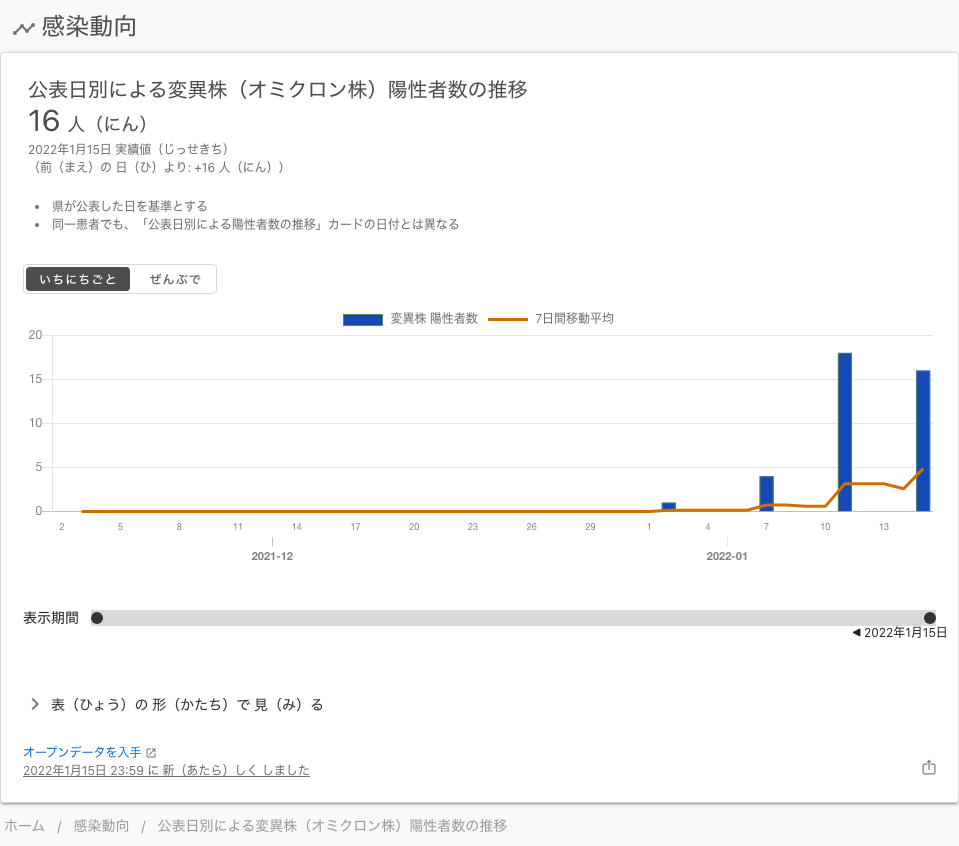 感染動向
公表日別による変異株（オミクロン株）陽性者数の推移
16 人（にん）
2022年1月15日 実績値（じっせきち）
（前（まえ）の 日（ひ）より: +16 人（にん））
県が公表した日を基準とする
同一患者でも、「公表日別による陽性者数の推移」カードの日付とは異なる
いちにちごと ぜんぶで
変異株 陽性者数 7日間移動平均
20
15
10
5
0
2 5 8 11 14 17 20 23 26 29 1 4 7 10 13
2021-12 2022-01
表示期間
◀ 2022年1月15日
表（ひょう）の 形（かたち）で 見（み）る
オープンデータを入手
2022年1月15日 23:59 に 新（あたら）しく しました
ホーム / 感染動向 / 公表日別による変異株（オミクロン株）陽性者数の推移